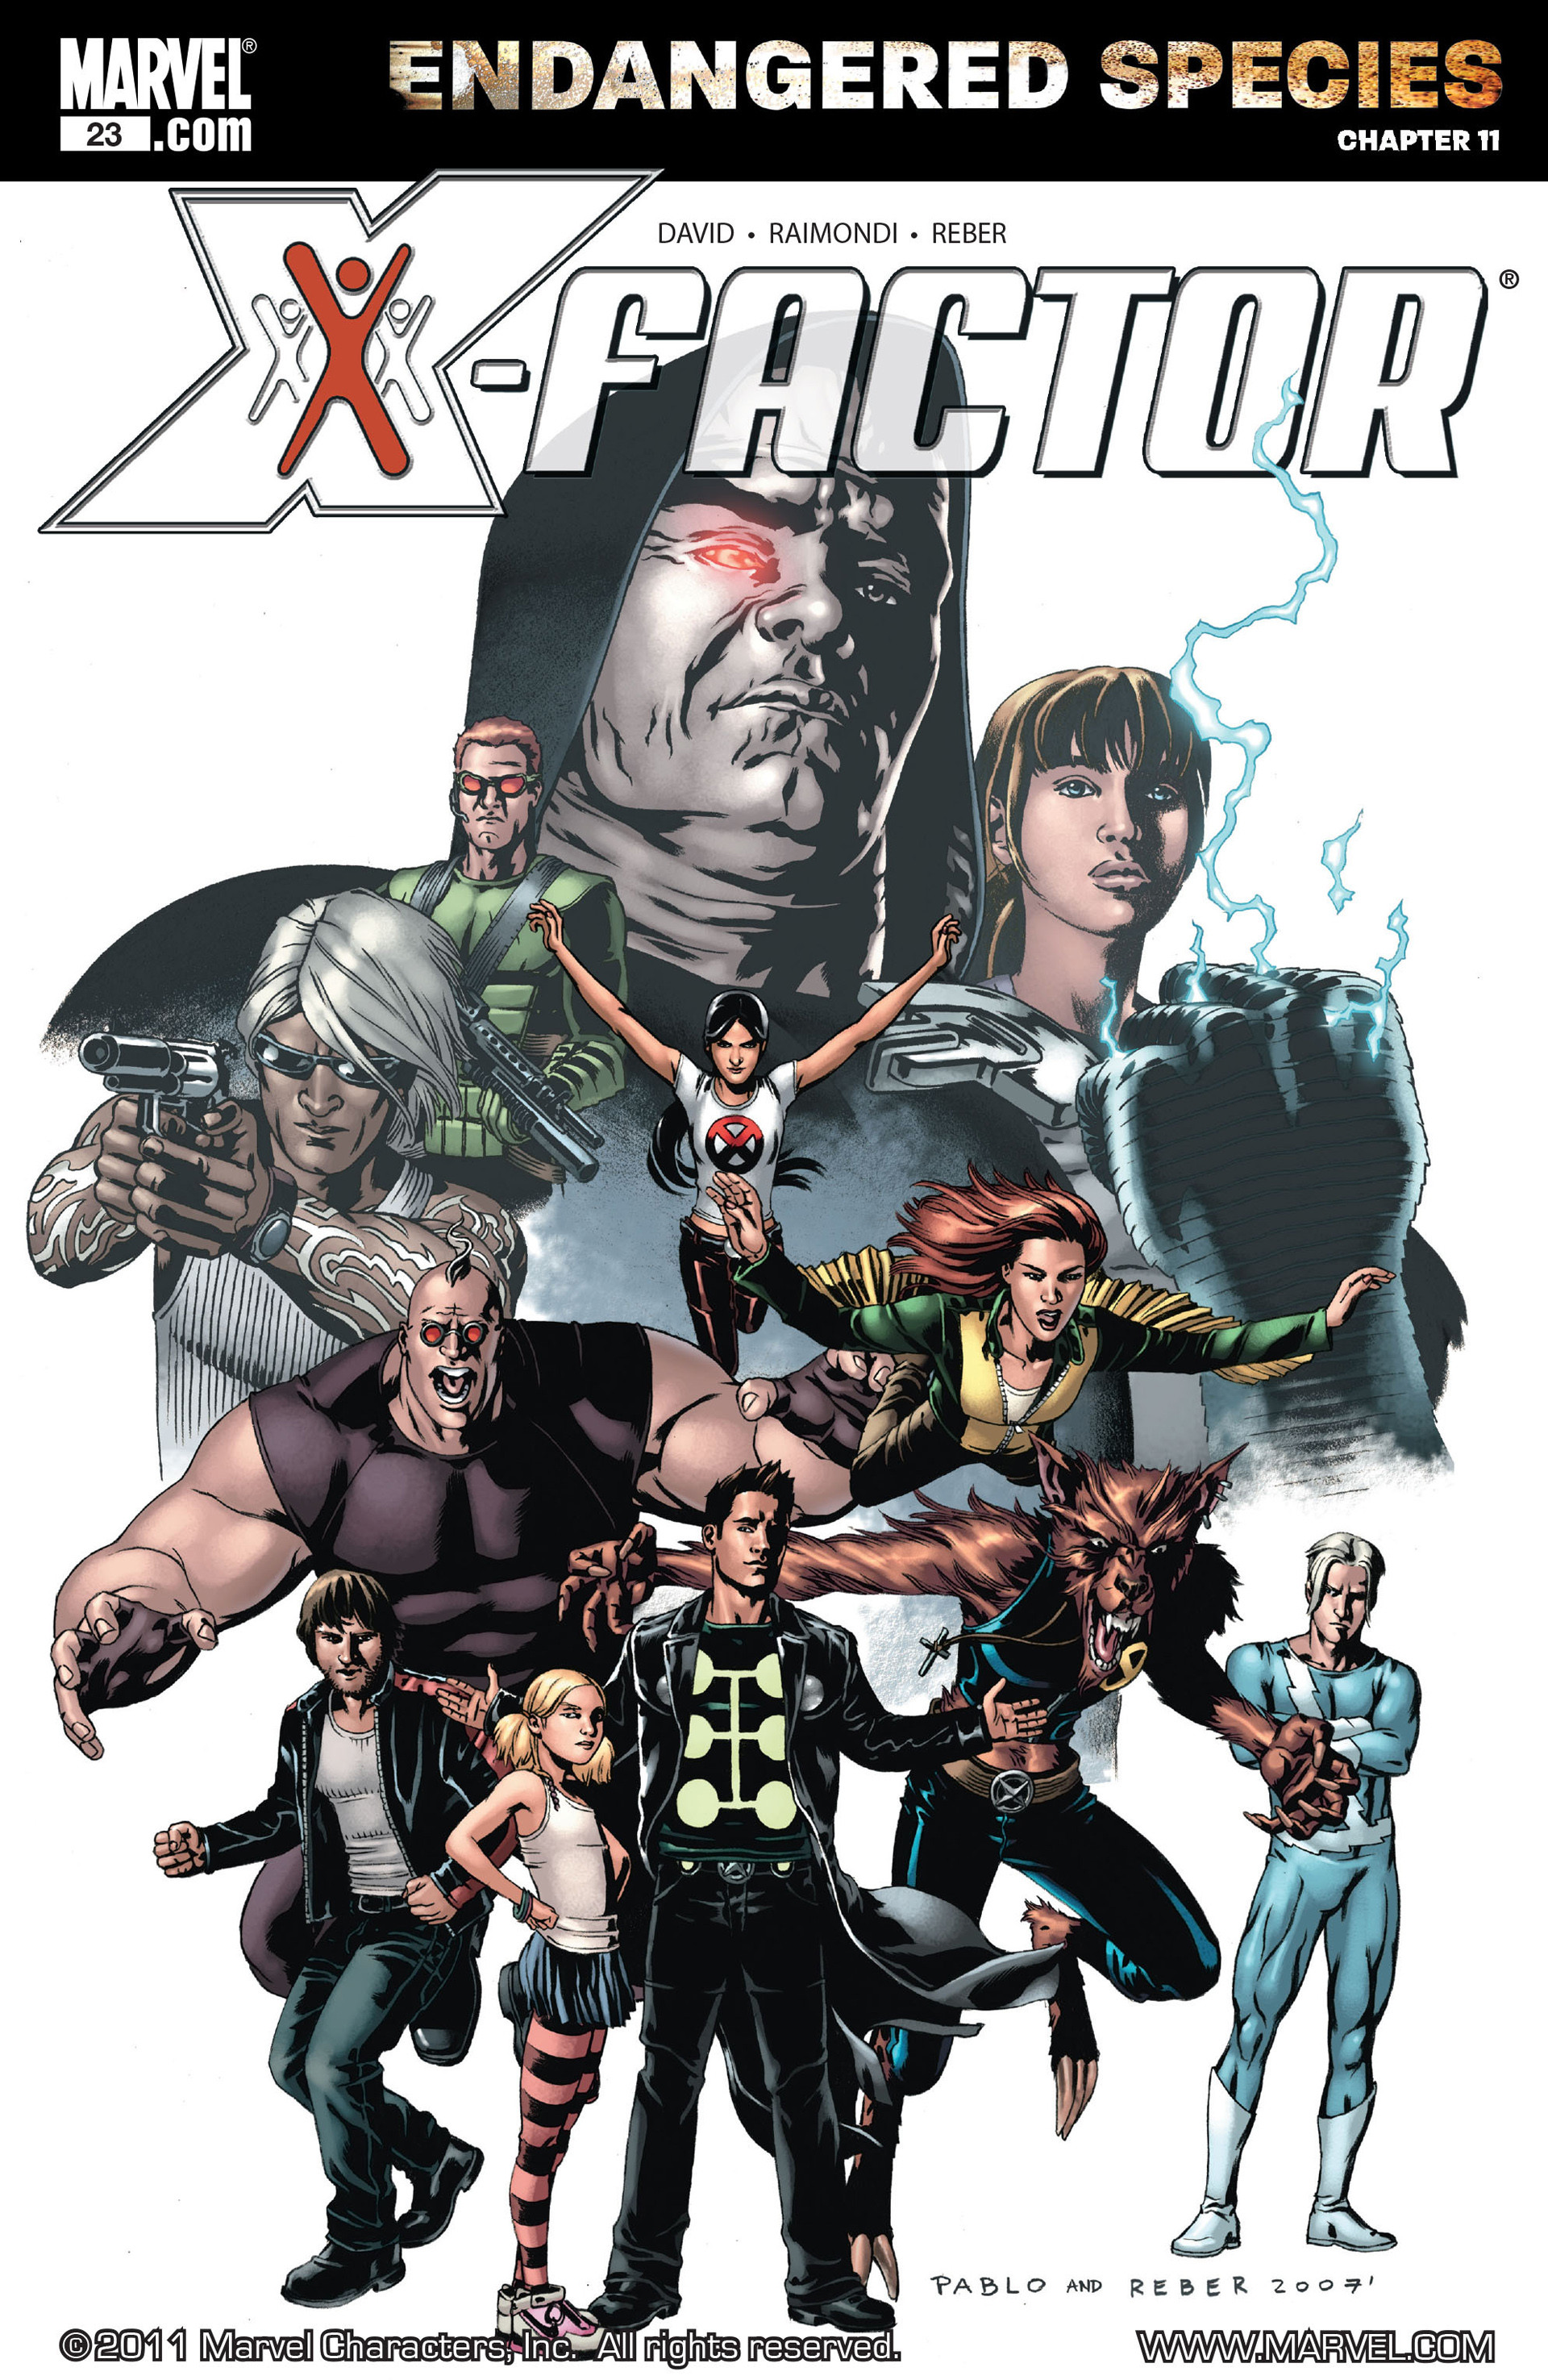 MARVEL®
23 .com
ENDANGERED SPECIES
CHAPTER 11
DAVID • RAIMONDI • REBER
X-FACTOR®
PABLO AND REBER 2007'
© 2011 Marvel Characters, Inc. All rights reserved.
WWW.MARVEL.COM